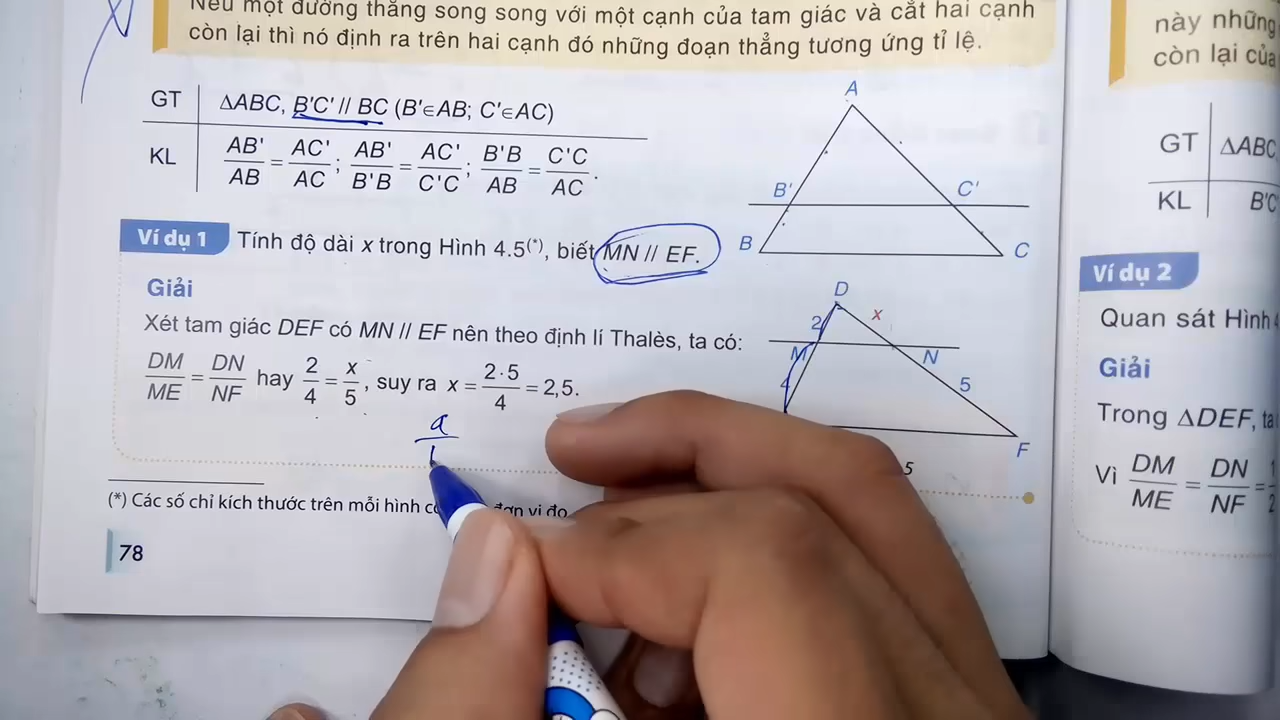 Nếu một đường thẳng song song với một cạnh của tam giác và cắt hai cạnh
còn lại thì nó định ra trên hai cạnh đó những đoạn thẳng tương ứng tỉ lệ.
GT ΔABC, B'C' // BC (B'∈AB; C'∈AC)
KL AB'/AB = AC'/AC; AB'/B'B = AC'/C'C; B'B/AB = C'C/AC.
A
B' C'
B C
Ví dụ 1 Tính độ dài x trong Hình 4.5(*), biết MN // EF.
Giải
Xét tam giác DEF có MN // EF nên theo định lí Thalès, ta có:
DM/ME = DN/NF hay 2/4 = x/5, suy ra x = 2·5/4 = 2,5.
a
D
2 x
M N
4 5
F
5
(*) Các số chỉ kích thước trên mỗi hình đơn vị đo
78
này những
còn lại của
GT ΔABC
KL B'C
Ví dụ 2
Quan sát Hình
Giải
Trong ΔDEF, ta
Vì DM/ME = DN/NF =